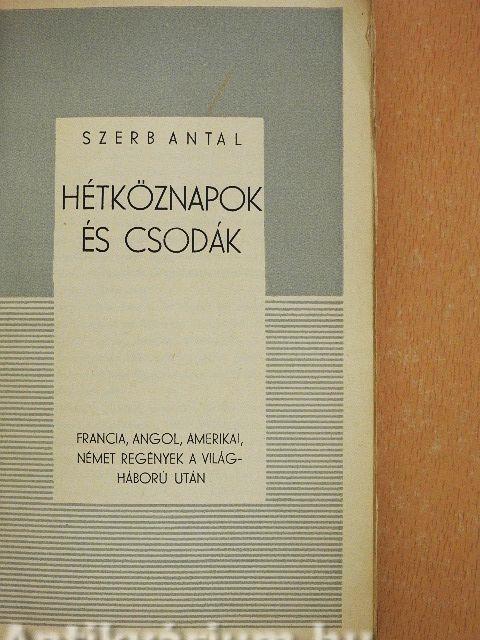 SZERB ANTAL
HÉTKÖZNAPOK
ÉS CSODÁK
FRANCIA, ANGOL, AMERIKAI,
NÉMET REGÉNYEK A VILÁG-
HÁBORÚ UTÁN